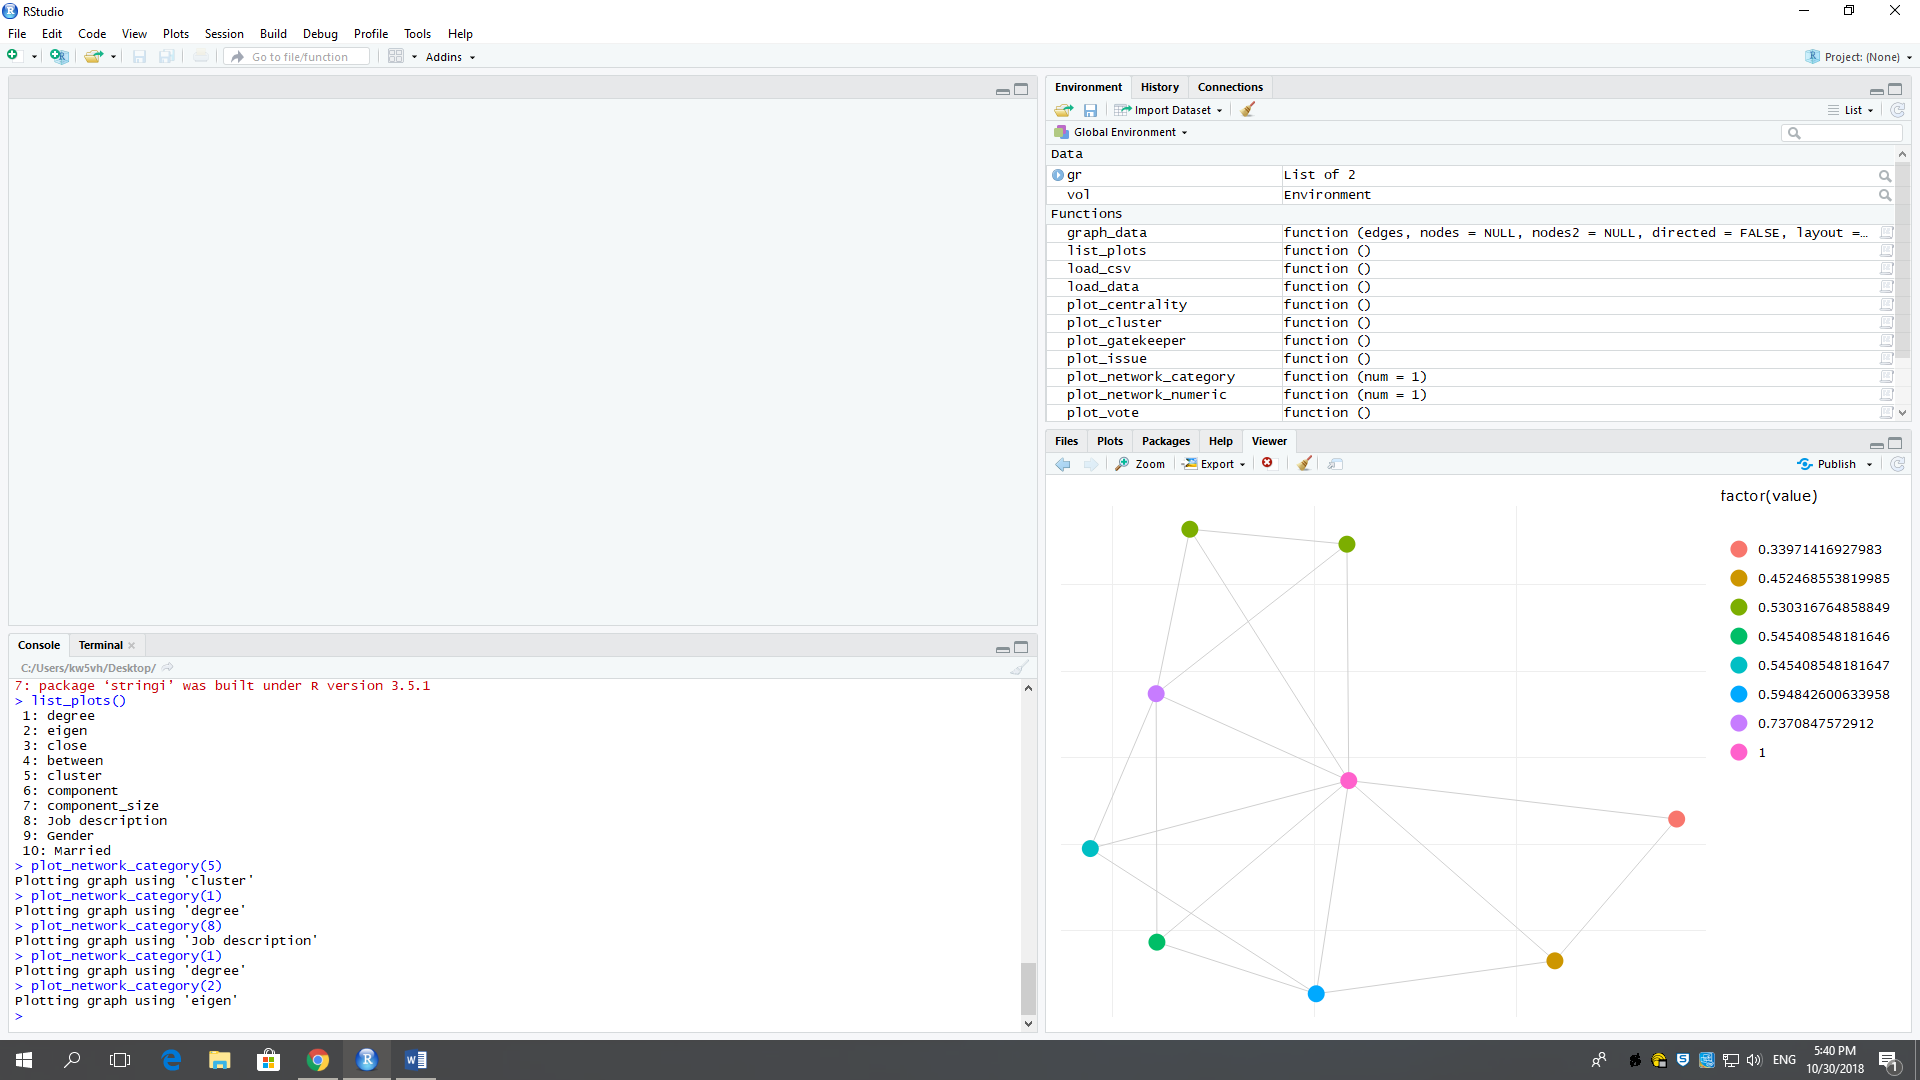 RStudio
File Edit Code View Plots Session Build Debug Profile Tools Help
Go to file/function Addins Project: (None)
Environment History Connections
Import Dataset List
Global Environment
Data
gr List of 2
vol Environment
Functions
graph_data function (edges, nodes = NULL, nodes2 = NULL, directed = FALSE, layout =…
list_plots function ()
load_csv function ()
load_data function ()
plot_centrality function ()
plot_cluster function ()
plot_gatekeeper function ()
plot_issue function ()
plot_network_category function (num = 1)
plot_network_numeric function (num = 1)
plot_vote function ()
Files Plots Packages Help Viewer
Zoom Export Publish
factor(value)
0.33971416927983
0.452468553819985
0.530316764858849
0.545408548181646
0.545408548181647
0.594842600633958
0.7370847572912
1
Console Terminal
C:/Users/kw5vh/Desktop/
7: package ‘stringi’ was built under R version 3.5.1
> list_plots()
1: degree
2: eigen
3: close
4: between
5: cluster
6: component
7: component_size
8: Job description
9: Gender
10: Married
> plot_network_category(5)
Plotting graph using 'cluster'
> plot_network_category(1)
Plotting graph using 'degree'
> plot_network_category(8)
Plotting graph using 'Job description'
> plot_network_category(1)
Plotting graph using 'degree'
> plot_network_category(2)
Plotting graph using 'eigen'
>
ENG
5:40 PM
10/30/2018
1